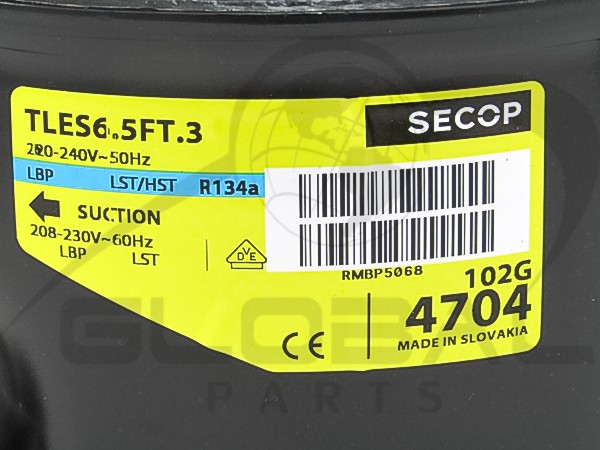 TLES6.5FT.3
SECOP
220-240V~50Hz
LBP LST/HST R134a
SUCTION
208-230V~60Hz
LBP LST
DVE
RMBP5068
102G
4704
MADE IN SLOVAKIA
CE
GLOBAL
PARTS